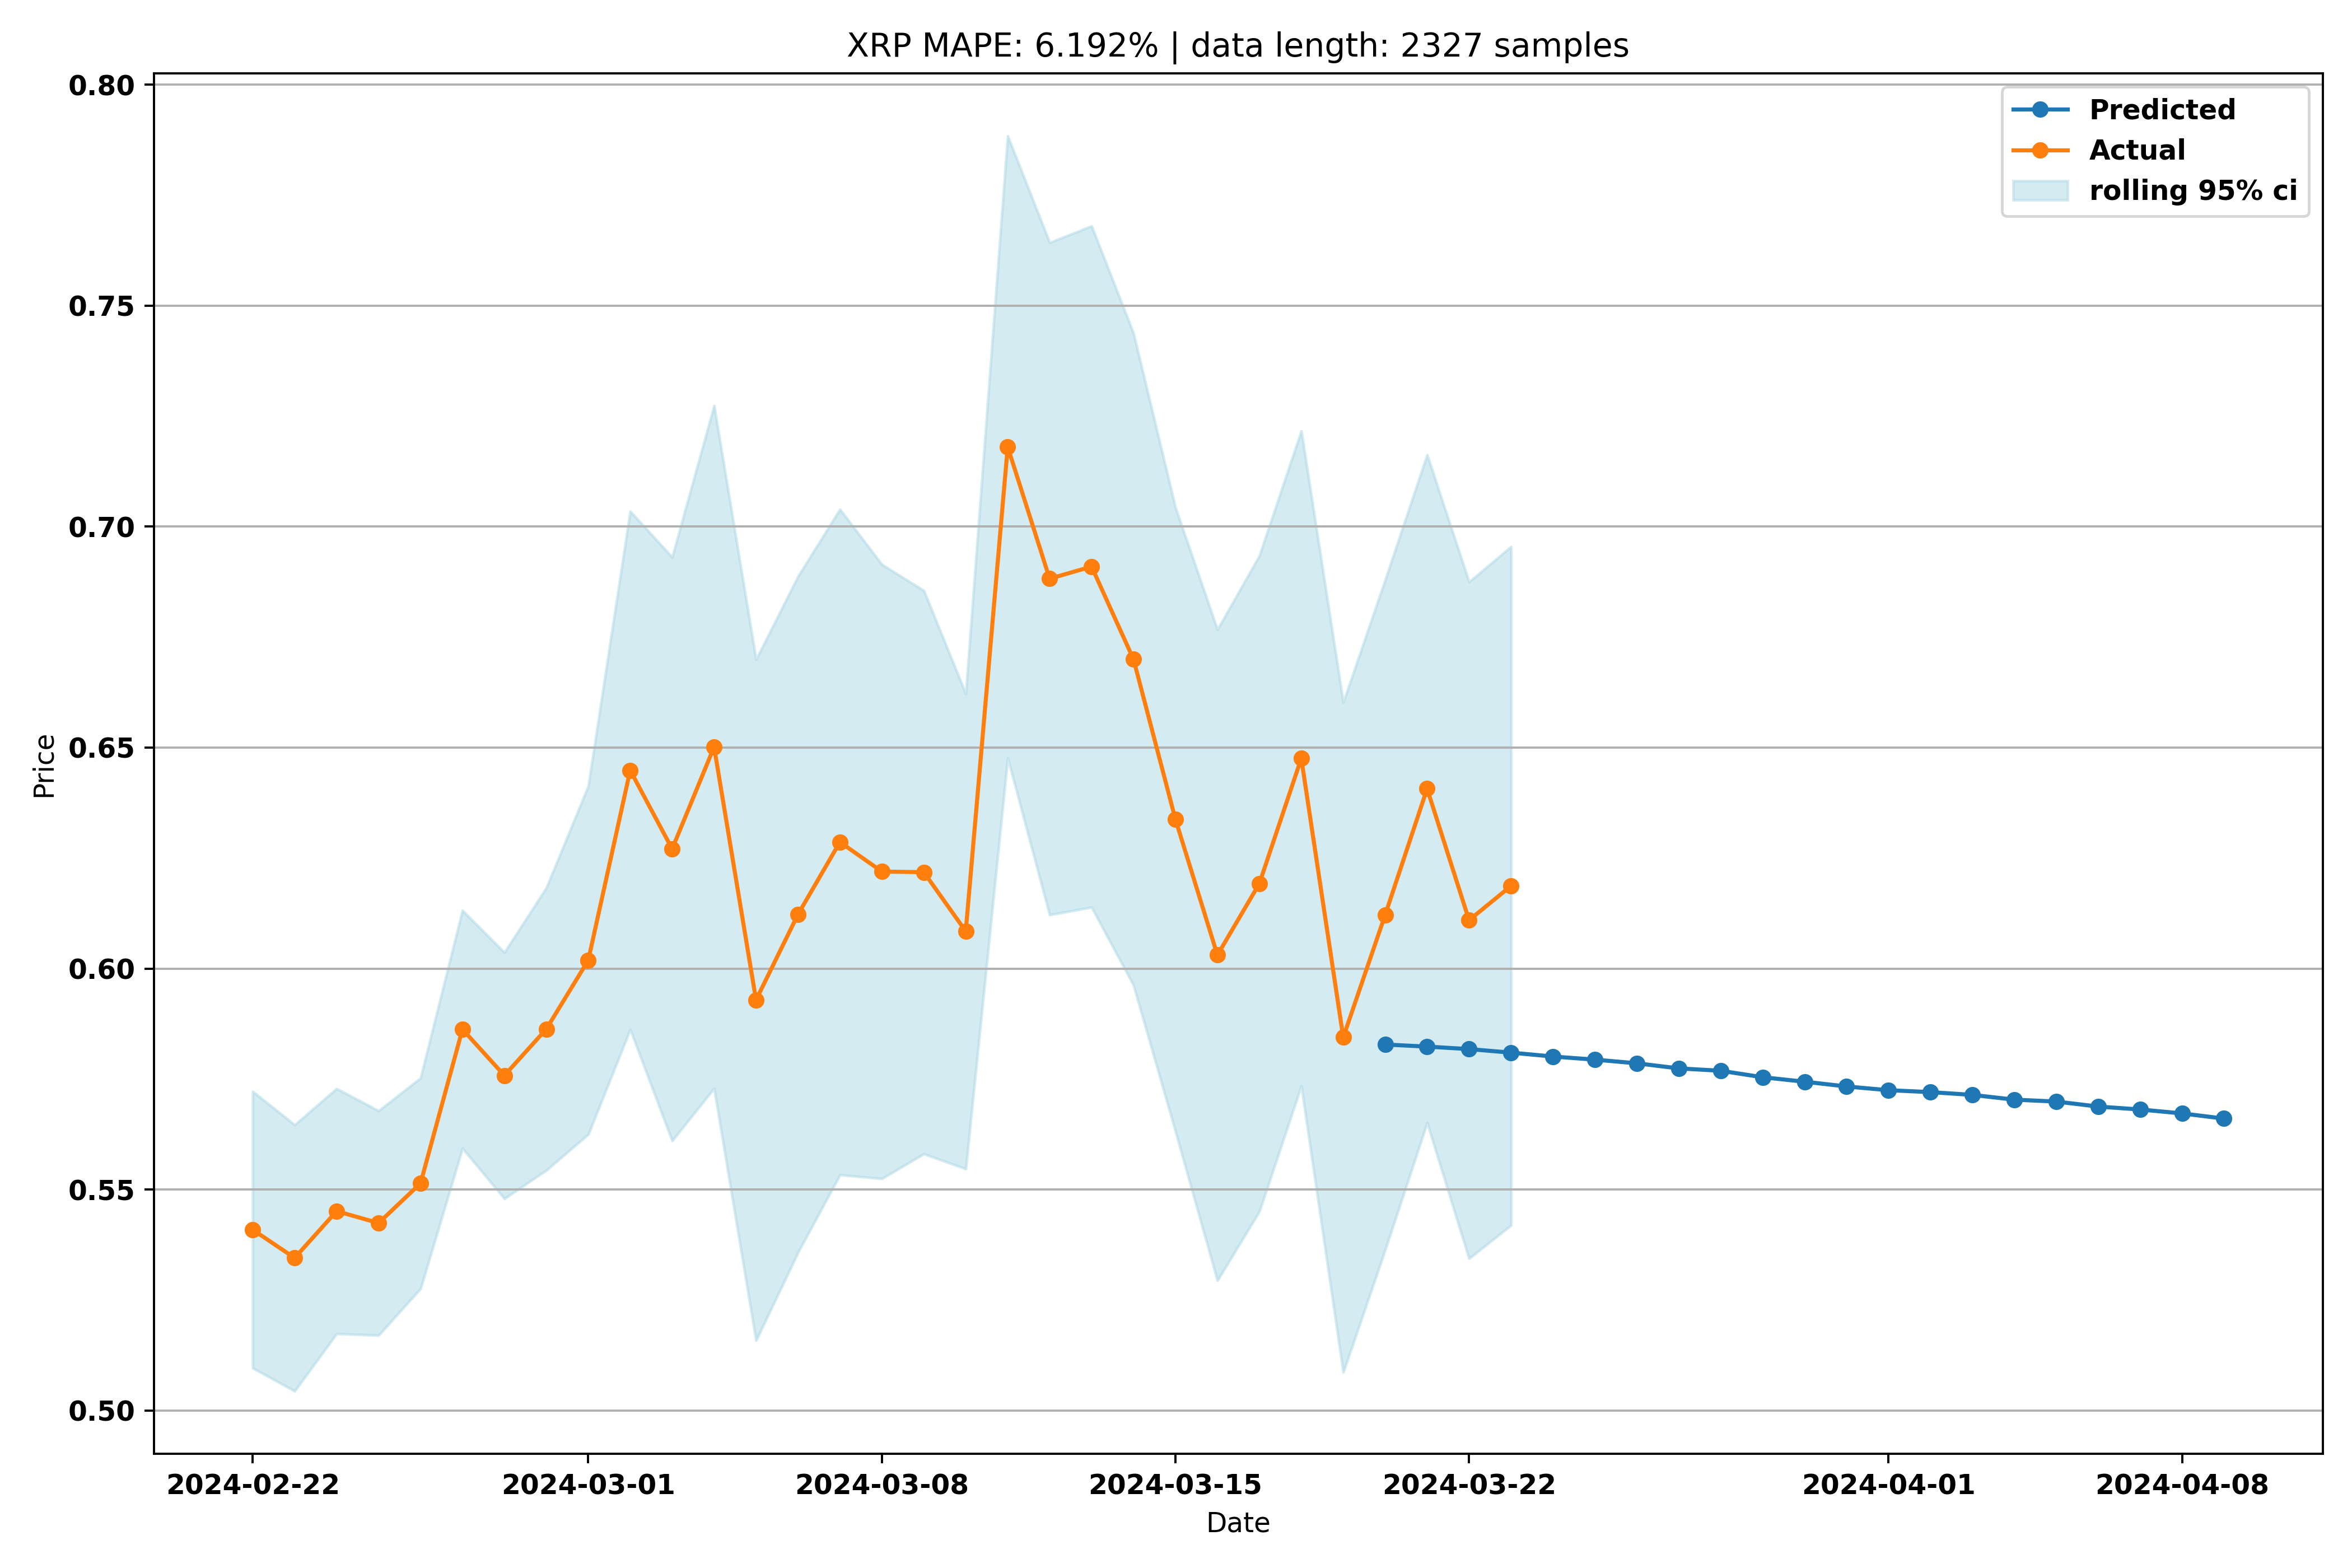 XRP MAPE: 6.192% | data length: 2327 samples
Predicted
Actual
rolling 95% ci
0.80
0.75
0.70
0.65
0.60
0.55
0.50
Price
2024-02-22
2024-03-01
2024-03-08
2024-03-15
2024-03-22
2024-04-01
2024-04-08
Date